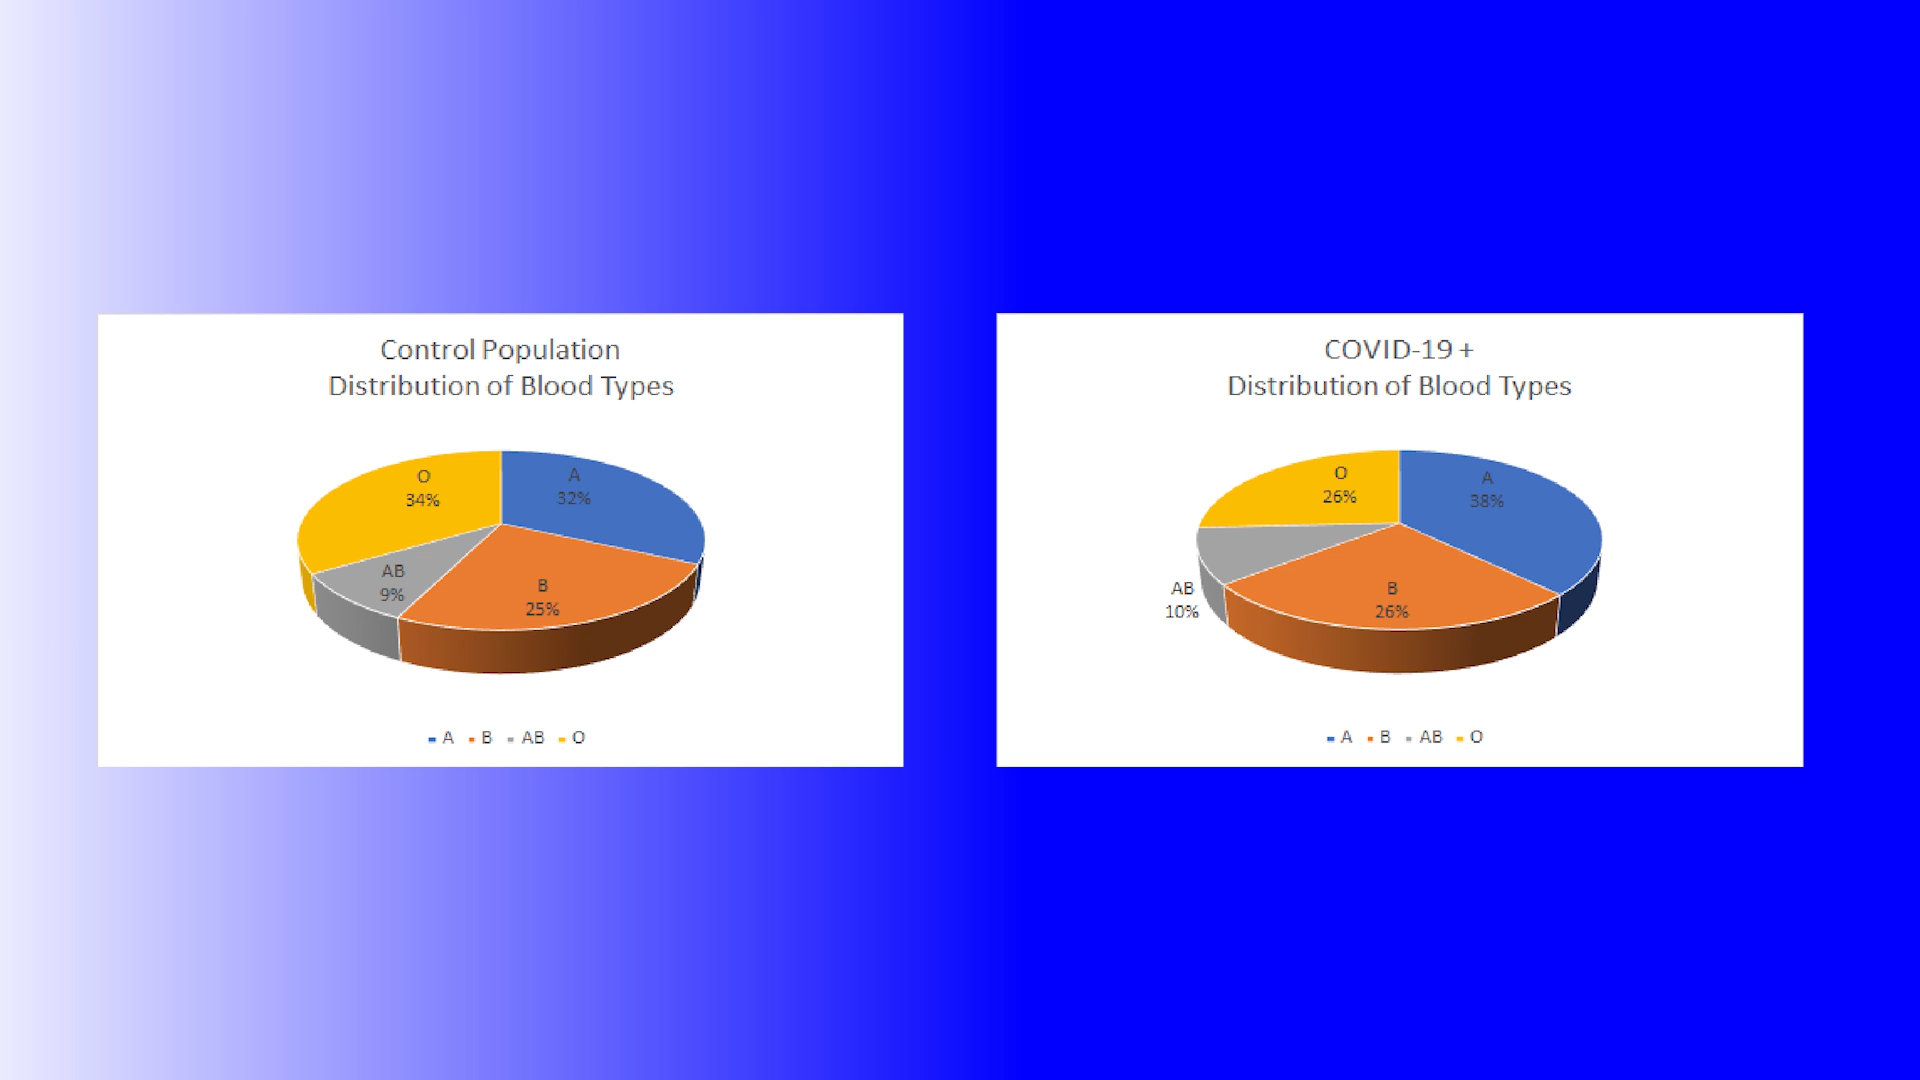 Control Population
Distribution of Blood Types
O
34%
A
32%
AB
9%
B
25%
A B AB O
COVID-19 +
Distribution of Blood Types
O
26%
A
38%
AB
10%
B
26%
A B AB O